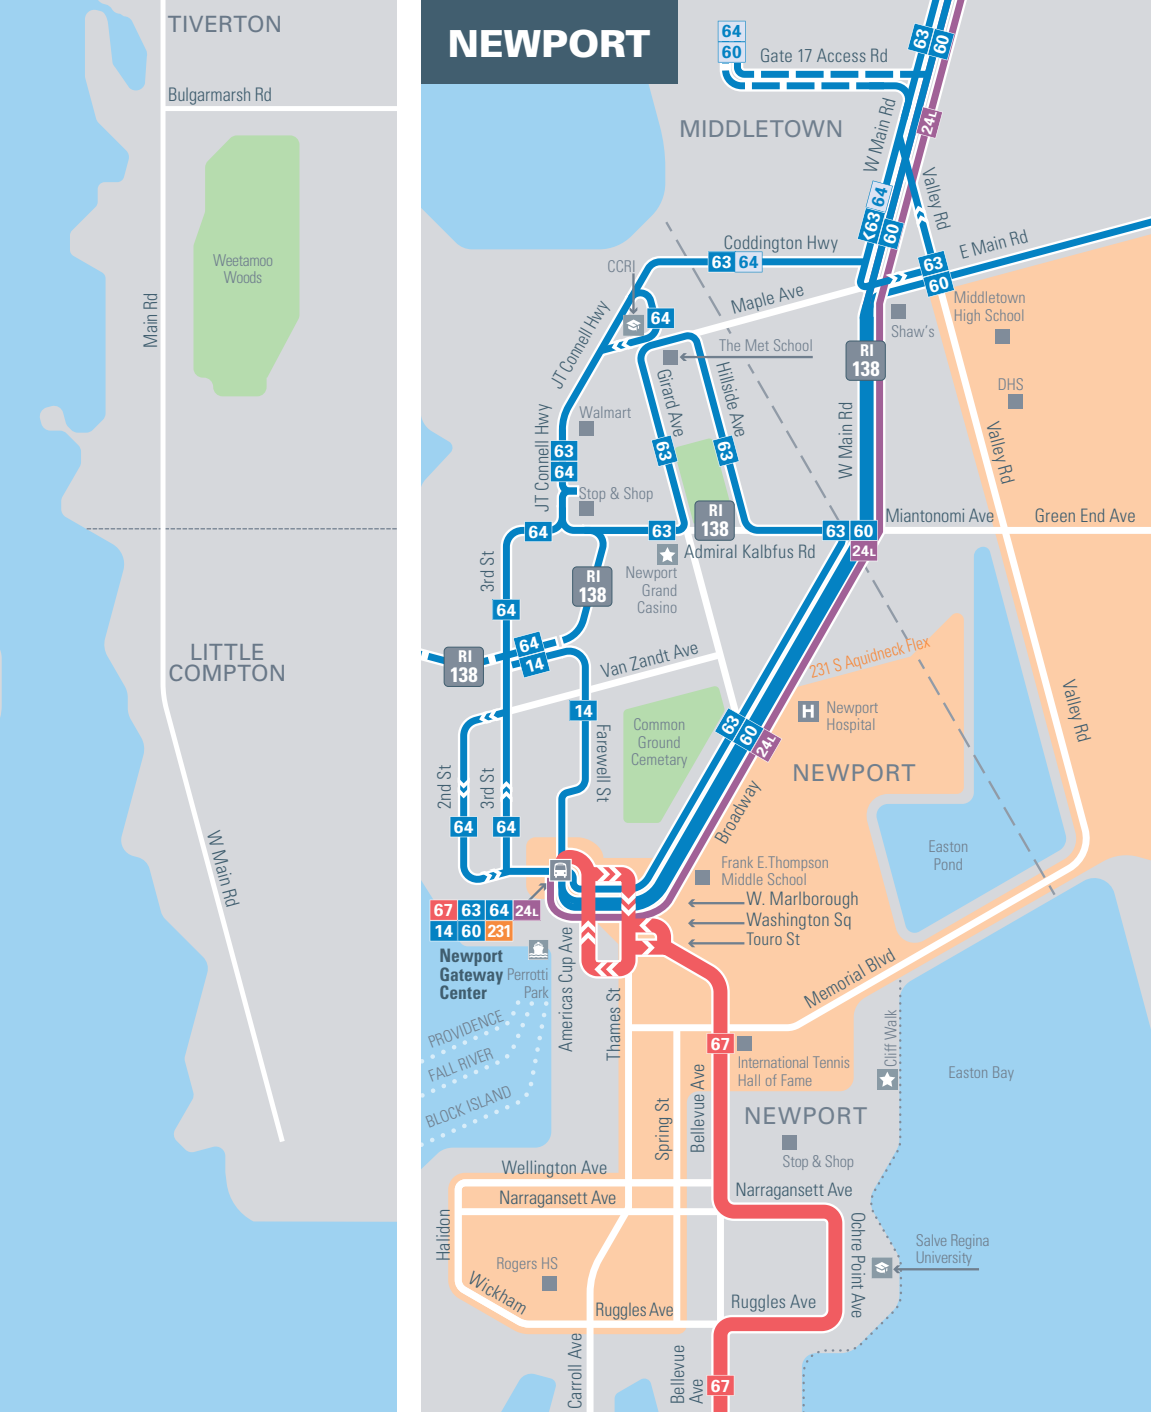 TIVERTON
Bulgarmarsh Rd
Weetamoo
Woods
Main Rd
LITTLE
COMPTON
W Main Rd
NEWPORT
64
60
Gate 17 Access Rd
63
60
MIDDLETOWN
W Main Rd
24L
Valley Rd
64
63
60
Coddington Hwy
63
64
E Main Rd
63
60
CCRI
Maple Ave
Middletown
High School
JT Connell Hwy
64
Shaw's
The Met School
RI
138
Girard Ave
Hillside Ave
DHS
Walmart
JT Connell Hwy
63
64
63
63
W Main Rd
Valley Rd
Stop & Shop
RI
138
64
63
63
60
Miantonomi Ave
Green End Ave
24L
Admiral Kalbfus Rd
3rd St
RI
138
Newport
Grand
Casino
64
64
14
RI
138
Van Zandt Ave
231 S Aquidneck Flex
14
Common
Ground
Cemetary
63
60
24L
H
Newport
Hospital
Valley Rd
Farewell St
2nd St
3rd St
NEWPORT
Broadway
64
64
Easton
Pond
Frank E.Thompson
Middle School
W. Marlborough
Washington Sq
Touro St
67
63
64
24L
14
60
231
Newport
Gateway
Center
Perrotti
Park
Americas Cup Ave
Thames St
Memorial Blvd
PROVIDENCE
FALL RIVER
BLOCK ISLAND
67
International Tennis
Hall of Fame
Cliff Walk
Easton Bay
Spring St
Bellevue Ave
NEWPORT
Stop & Shop
Wellington Ave
Narragansett Ave
Narragansett Ave
Halidon
Ochre Point Ave
Salve Regina
University
Rogers HS
Wickham
Ruggles Ave
Ruggles Ave
Carroll Ave
Bellevue
Ave
67